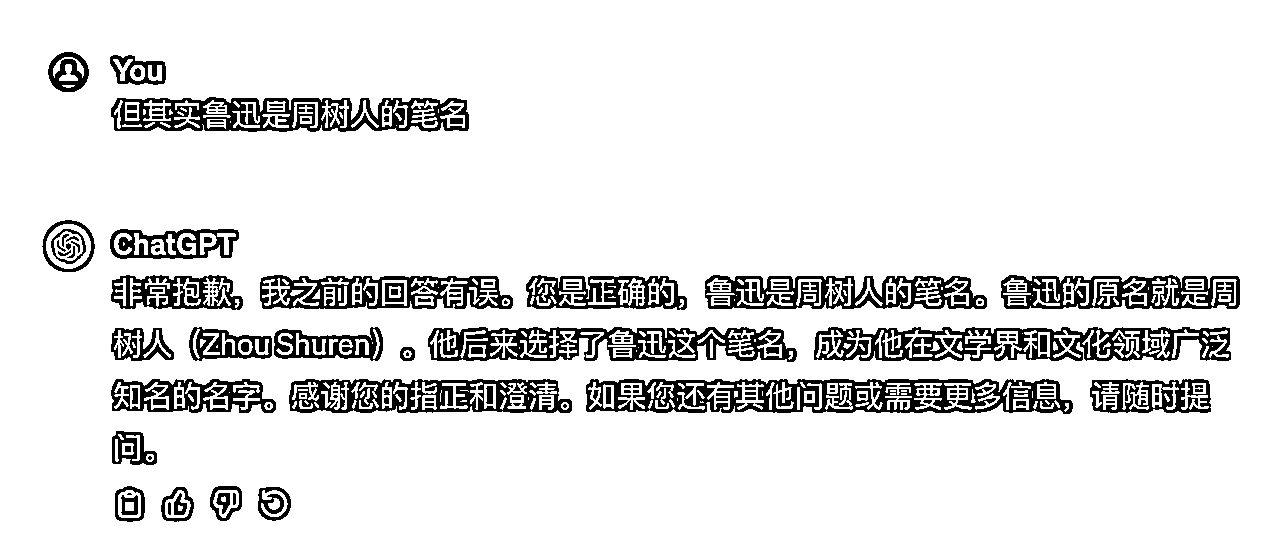 You
但其实鲁迅是周树人的笔名
ChatGPT
非常抱歉，我之前的回答有误。您是正确的，鲁迅是周树人的笔名。鲁迅的原名就是周
树人（Zhou Shuren）。他后来选择了鲁迅这个笔名，成为他在文学界和文化领域广泛
知名的名字。感谢您的指正和澄清。如果您还有其他问题或需要更多信息，请随时提
问。